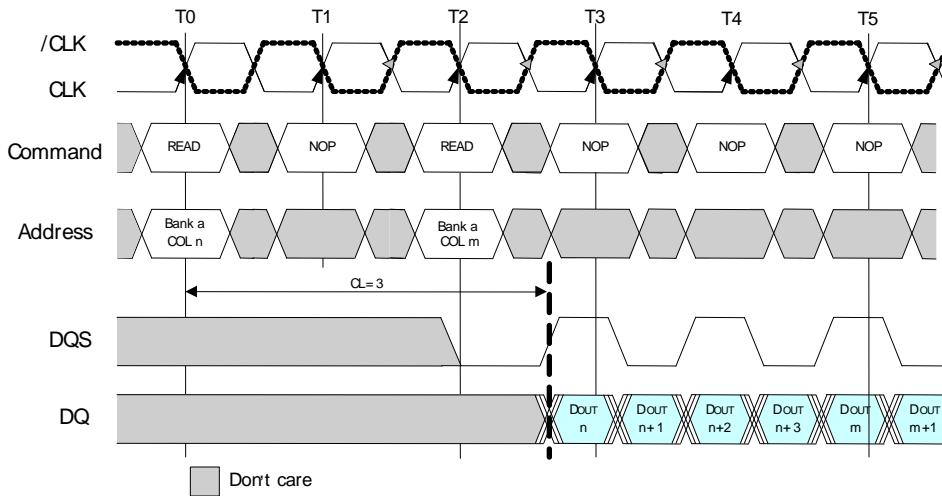 T0 T1 T2 T3 T4 T5
/CLK
CLK
Command READ NOP READ NOP NOP NOP
Address Bank a COL n Bank a COL m
CL= 3
DQS
DQ DOUT n DOUT n+1 DOUT n+2 DOUT n+3 DOUT m DOUT m+1
Don't care